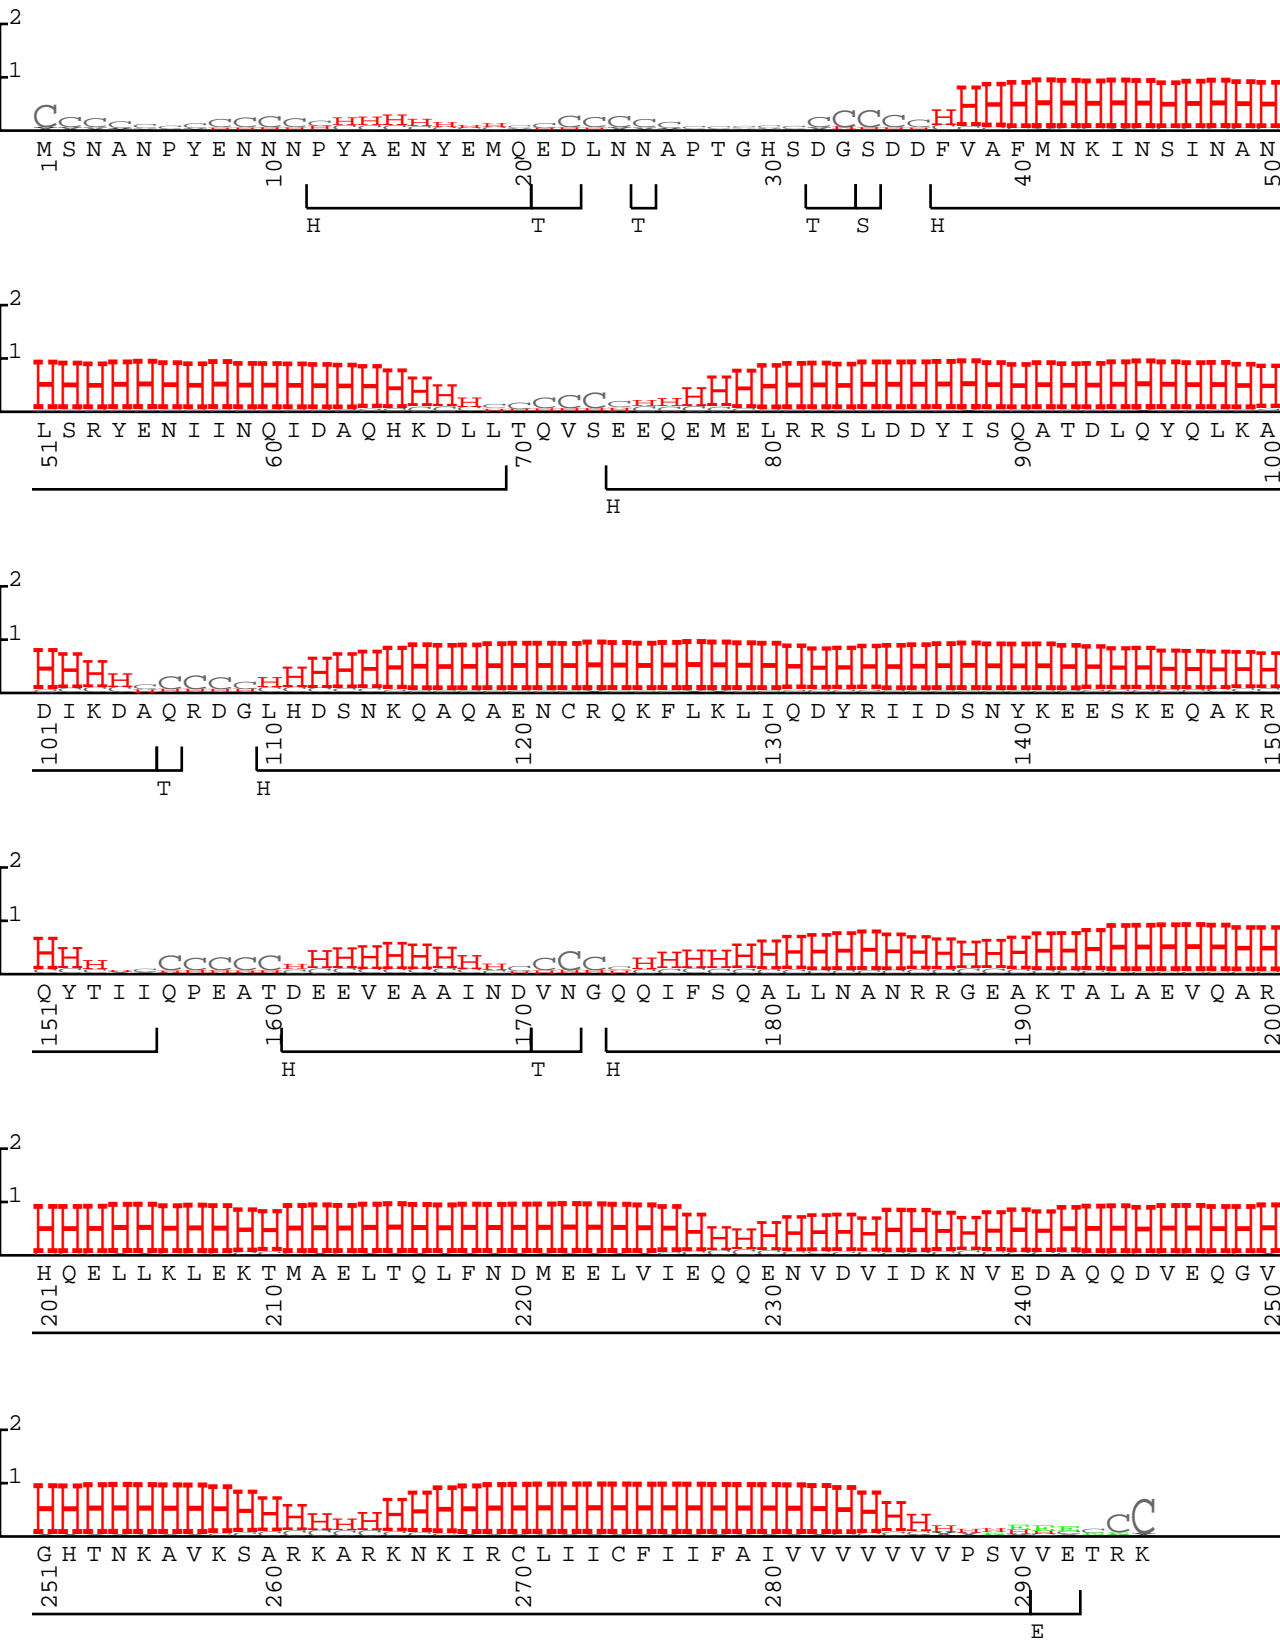 2
1
M S N A N P Y E N N N P Y A E N Y E M Q E D L N N A P T G H S D G S D D F V A F M N K I N S I N A N
1 10 20 30 40 50
H T T T S H
2
1
L S R Y E N I I N Q I D A Q H K D L L T Q V S E E Q E M E L R R S L D D Y I S Q A T D L Q Y Q L K A
51 60 70 80 90 100
H
2
1
D I K D A Q R D G L H D S N K Q A Q A E N C R Q K F L K L I Q D Y R I I D S N Y K E E S K E Q A K R
101 110 120 130 140 150
T H
2
1
Q Y T I I Q P E A T D E E V E A A I N D V N G Q Q I F S Q A L L N A N R R G E A K T A L A E V Q A R
151 160 170 180 190 200
H T H
2
1
H Q E L L K L E K T M A E L T Q L F N D M E E L V I E Q Q E N V D V I D K N V E D A Q Q D V E Q G V
201 210 220 230 240 250
2
1
G H T N K A V K S A R K A R K N K I R C L I I C F I I F A I V V V V V V V P S V V E T R K
251 260 270 280 290
E